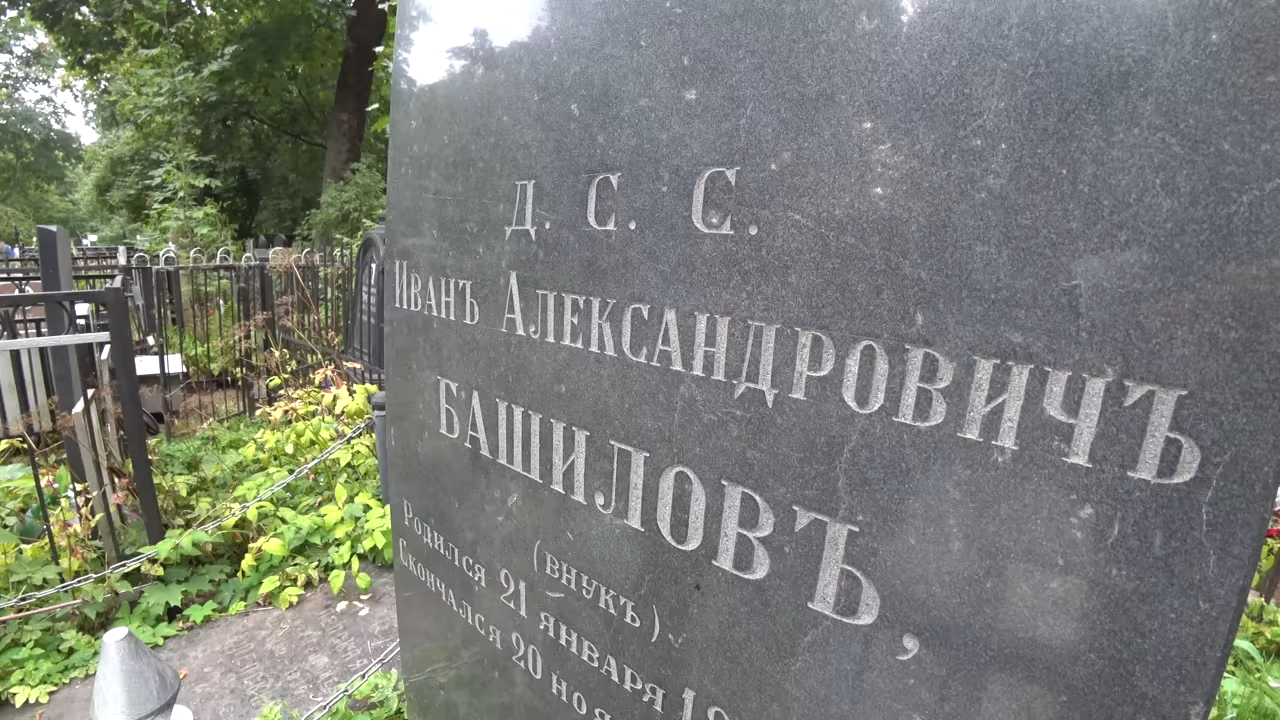 Д. С. С.
Иванъ Александровичъ
БАШИЛОВЪ,
(внукъ)
Родился 21 января
Скончался 20